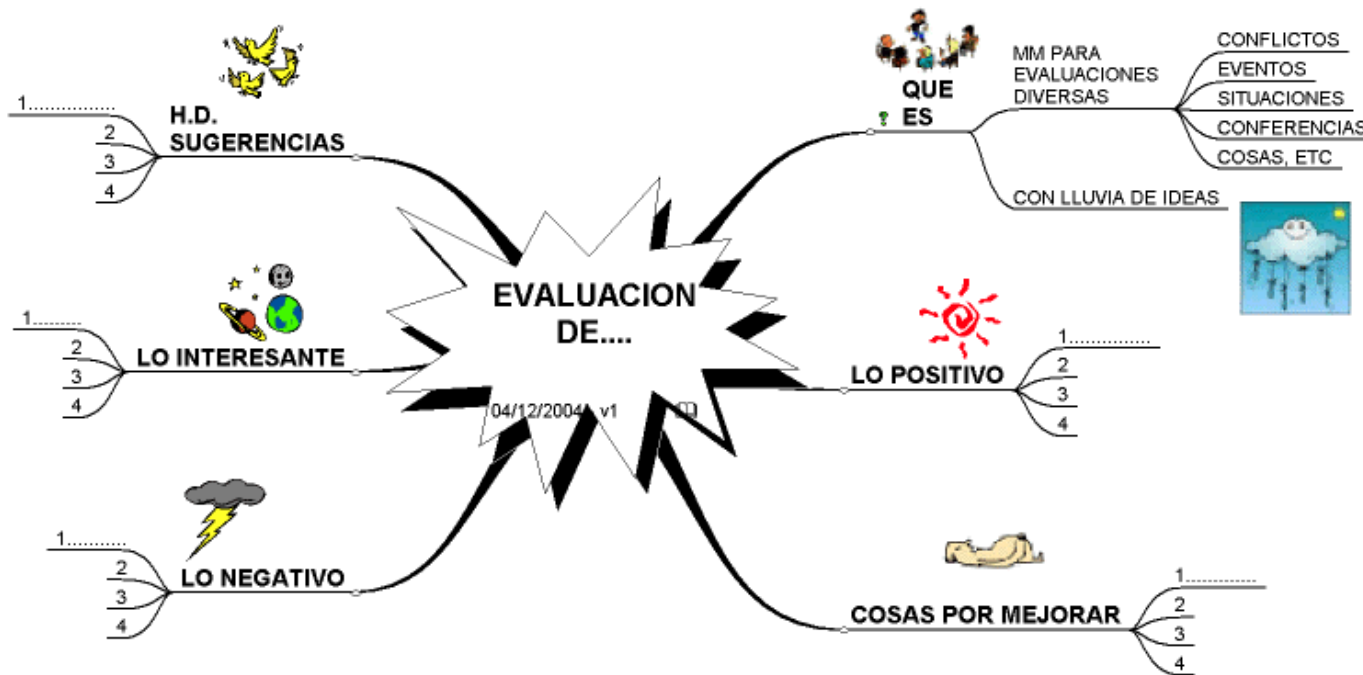 EVALUACION
DE....
04/12/2004 v1
?
QUE
ES
MM PARA
EVALUACIONES
DIVERSAS
CONFLICTOS
EVENTOS
SITUACIONES
CONFERENCIAS
COSAS, ETC
CON LLUVIA DE IDEAS
LO POSITIVO
1...............
2
3
4
COSAS POR MEJORAR
1.............
2
3
4
LO NEGATIVO
1............
2
3
4
LO INTERESANTE
1..........
2
3
4
H.D.
SUGERENCIAS
1................
2
3
4